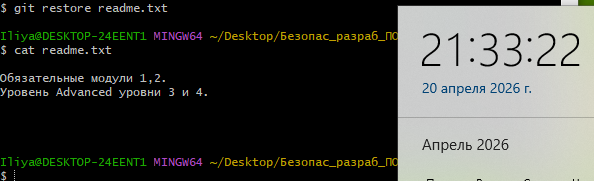 $ git restore readme.txt
Iliya@DESKTOP-24EENT1 MINGW64 ~/Desktop/Безопас_разраб_ПО
$ cat readme.txt
Обязательные модули 1,2.
Уровень Advanced уровни 3 и 4.
Iliya@DESKTOP-24EENT1 MINGW64 ~/Desktop/Безопас_разраб_ПО
$
21:33:22
20 апреля 2026 г.
Апрель 2026